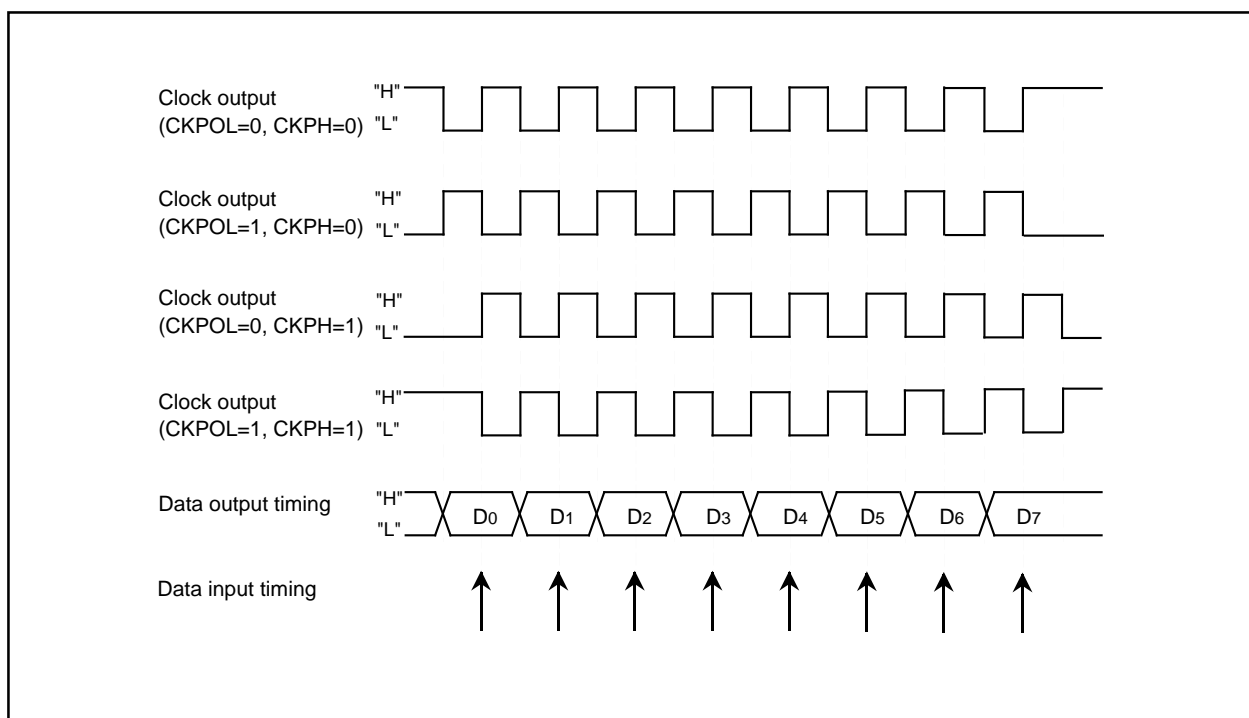 Clock output "H"
(CKPOL=0, CKPH=0) "L"
Clock output "H"
(CKPOL=1, CKPH=0) "L"
Clock output "H"
(CKPOL=0, CKPH=1) "L"
Clock output "H"
(CKPOL=1, CKPH=1) "L"
Data output timing "H"
"L"
D0 D1 D2 D3 D4 D5 D6 D7
Data input timing